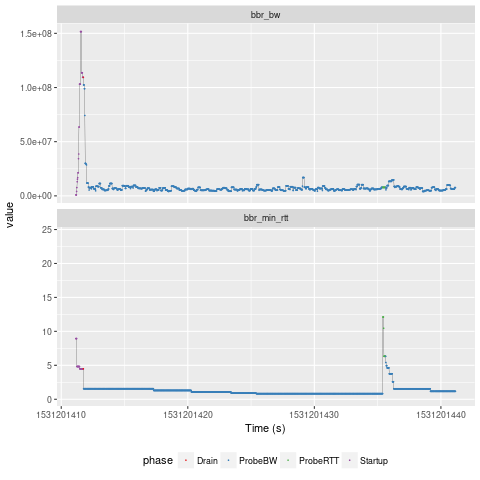 bbr_bw
1.5e+08
1.0e+08
5.0e+07
0.0e+00
value
bbr_min_rtt
25
20
15
10
5
0
1531201410 1531201420 1531201430 1531201440
Time (s)
phase Drain ProbeBW ProbeRTT Startup